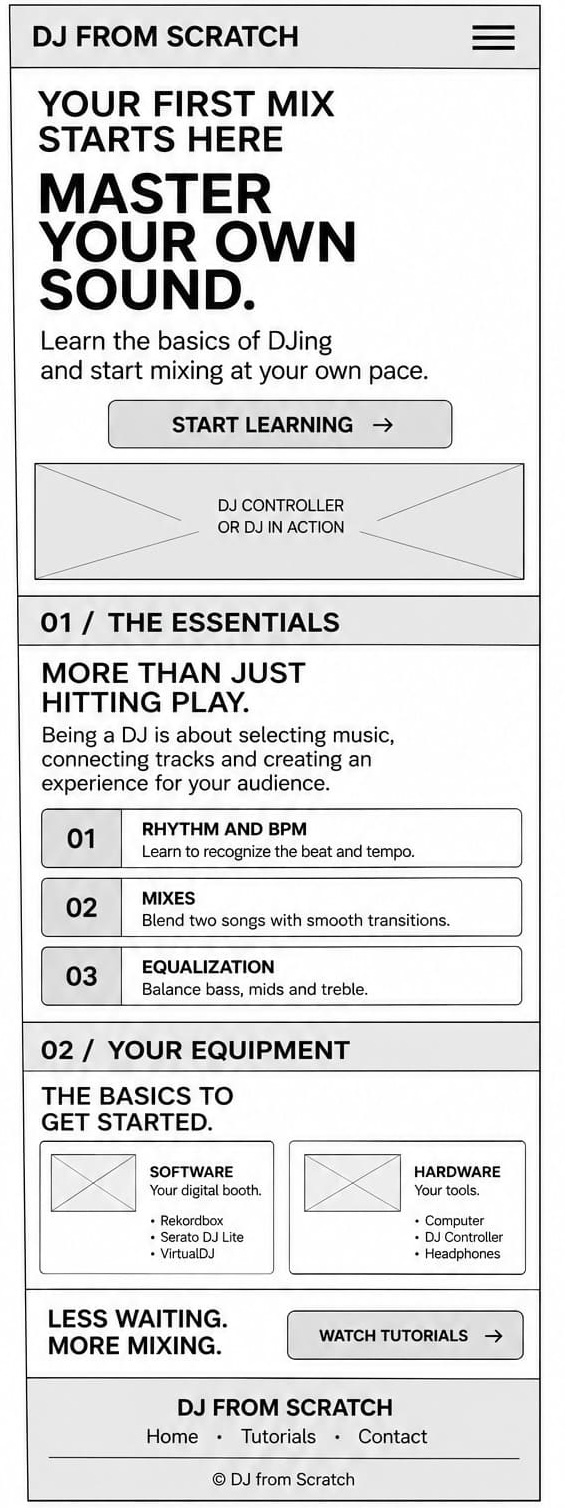 DJ FROM SCRATCH
YOUR FIRST MIX
STARTS HERE
MASTER
YOUR OWN
SOUND.
Learn the basics of DJing
and start mixing at your own pace.
START LEARNING →
DJ CONTROLLER
OR DJ IN ACTION
01 / THE ESSENTIALS
MORE THAN JUST
HITTING PLAY.
Being a DJ is about selecting music,
connecting tracks and creating an
experience for your audience.
01
RHYTHM AND BPM
Learn to recognize the beat and tempo.
02
MIXES
Blend two songs with smooth transitions.
03
EQUALIZATION
Balance bass, mids and treble.
02 / YOUR EQUIPMENT
THE BASICS TO
GET STARTED.
SOFTWARE
Your digital booth.
• Rekordbox
• Serato DJ Lite
• VirtualDJ
HARDWARE
Your tools.
• Computer
• DJ Controller
• Headphones
LESS WAITING.
MORE MIXING.
WATCH TUTORIALS →
DJ FROM SCRATCH
Home • Tutorials • Contact
© DJ from Scratch